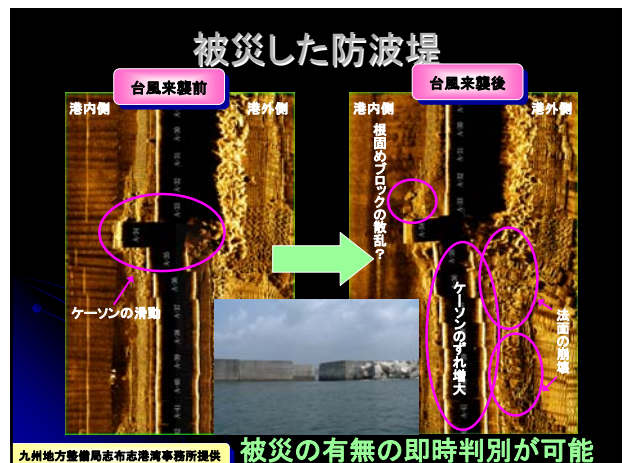 被災した防波堤
台風来襲前
台風来襲後
港内側
港外側
港内側
港外側
根固めブロックの散乱?
ケーソンの滑動
ケーソンのずれ増大
法面の崩壊
A-34
九州地方整備局志布志港湾事務所提供
被災の有無の即時判別が可能